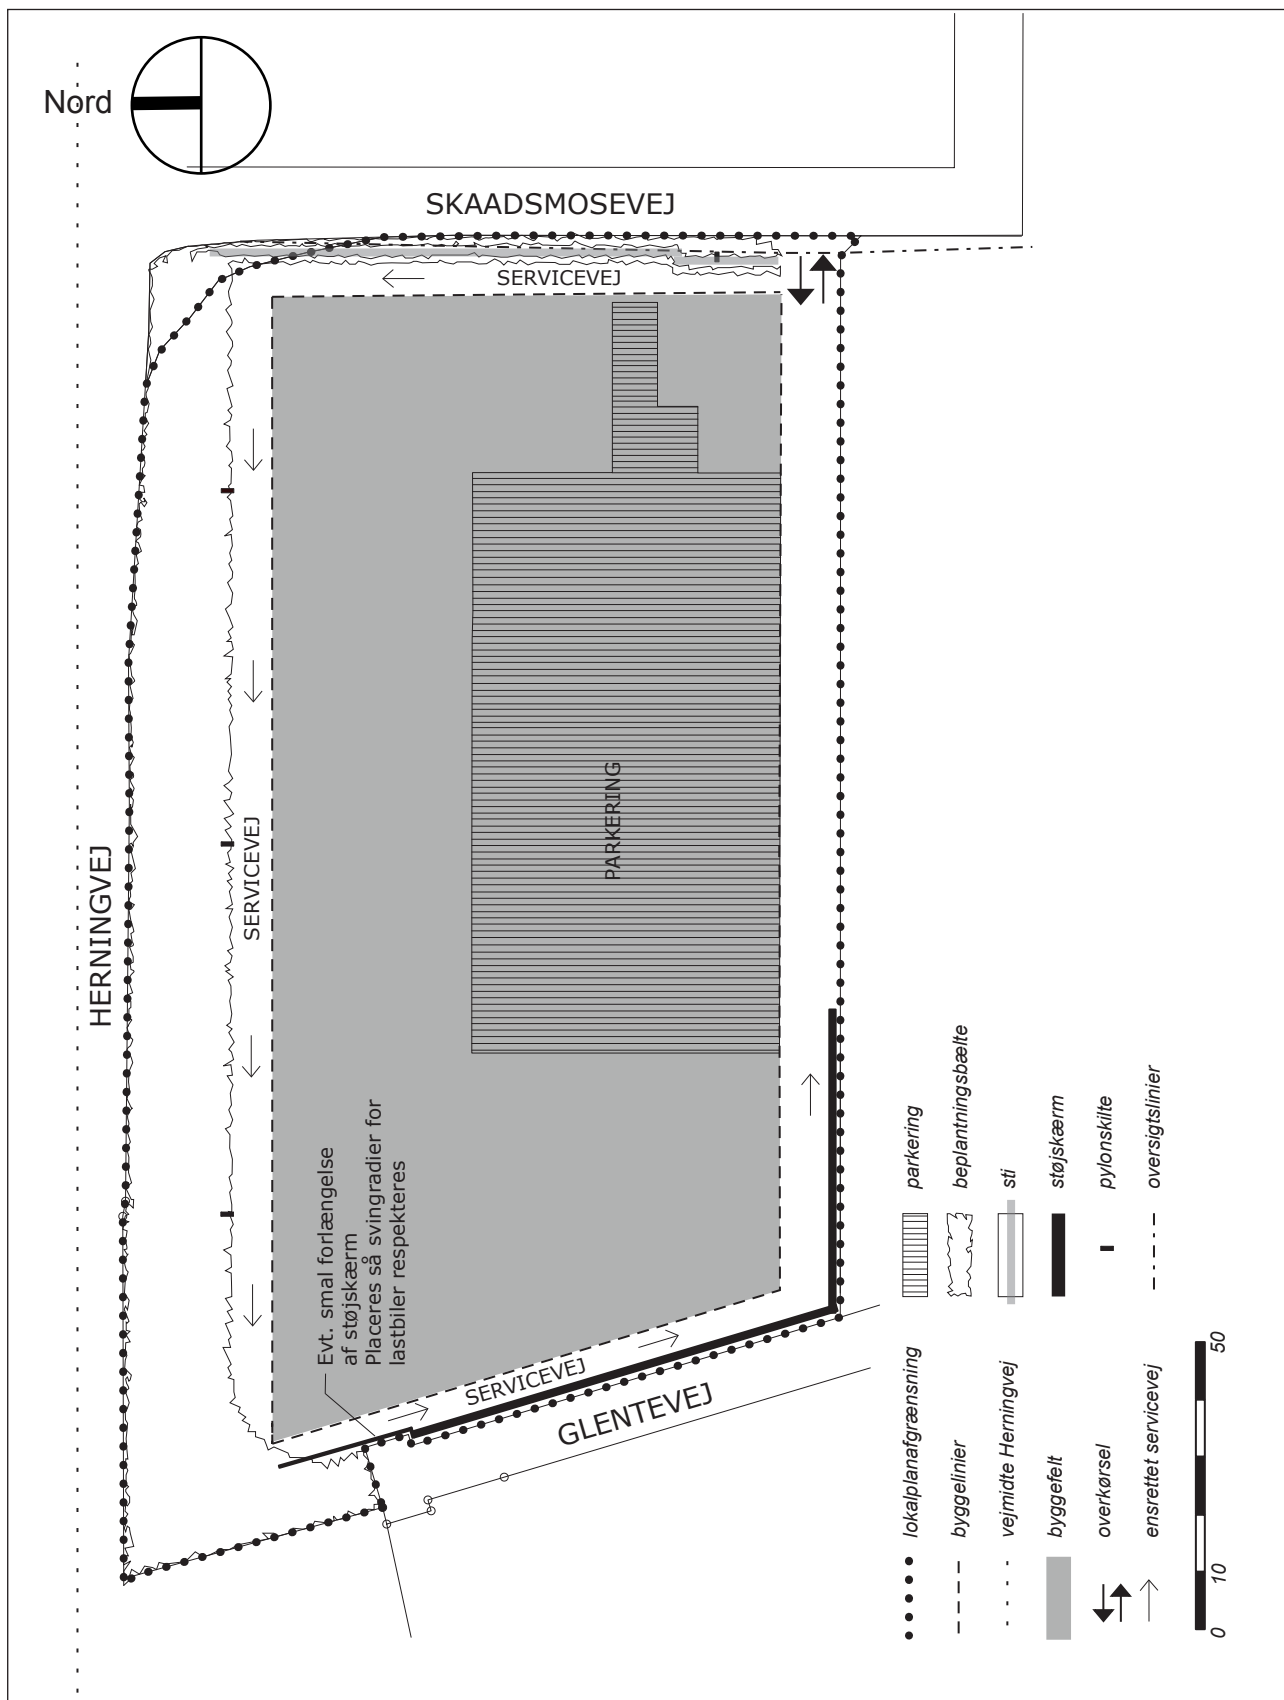 Nord
SKAADSMOSEVEJ
SERVICEVEJ
PARKERING
SERVICEVEJ
HERNINGVEJ
Evt. smal forlængelse
af støjskærm
Placeres så svingradier for
lastbiler respekteres
SERVICEVEJ
GLENTEVEJ
lokalplanafgrænsning
byggelinier
vejmidte Herningvej
byggefelt
overkørsel
ensrettet servicevej
parkering
beplantningsbælte
sti
støjskærm
pylonskilte
oversigtslinier
0 10 50